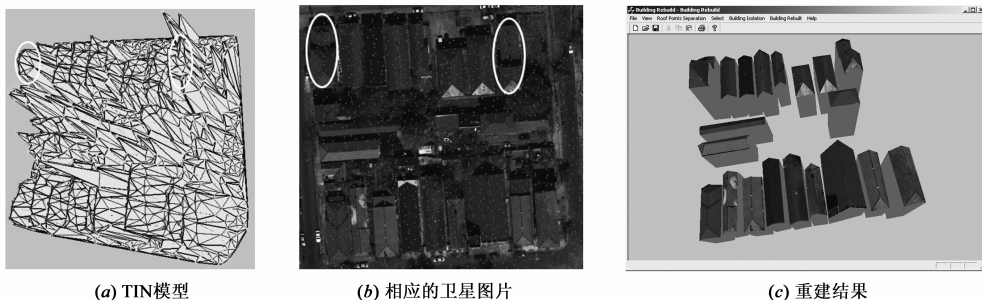 Building Rebuild - Building Rebuild
File View Roof Points Separation Select Building Isolation Building Rebuilt Help
(a) TIN模型
(b) 相应的卫星图片
(c) 重建结果